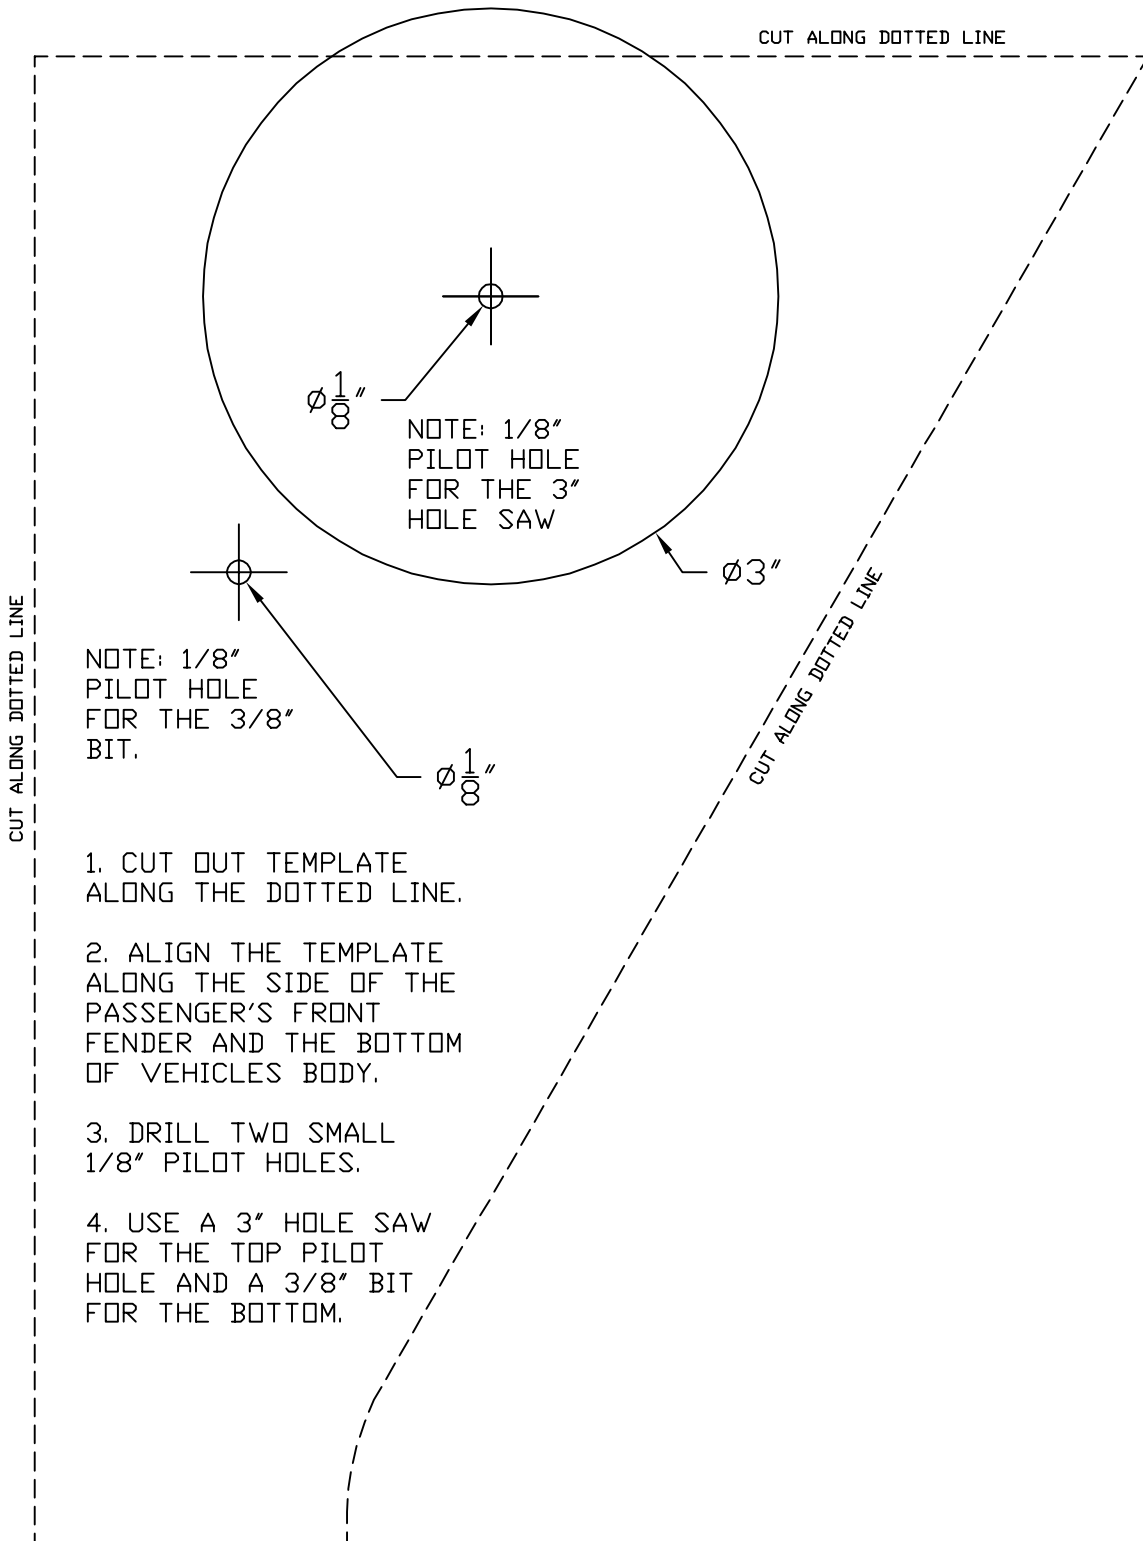 CUT ALONG DOTTED LINE
Ø1/8"
NOTE: 1/8"
PILOT HOLE
FOR THE 3"
HOLE SAW
Ø3"
CUT ALONG DOTTED LINE
CUT ALONG DOTTED LINE
NOTE: 1/8"
PILOT HOLE
FOR THE 3/8"
BIT.
Ø1/8"
1. CUT OUT TEMPLATE
ALONG THE DOTTED LINE.
2. ALIGN THE TEMPLATE
ALONG THE SIDE OF THE
PASSENGER'S FRONT
FENDER AND THE BOTTOM
OF VEHICLES BODY.
3. DRILL TWO SMALL
1/8" PILOT HOLES.
4. USE A 3" HOLE SAW
FOR THE TOP PILOT
HOLE AND A 3/8" BIT
FOR THE BOTTOM.